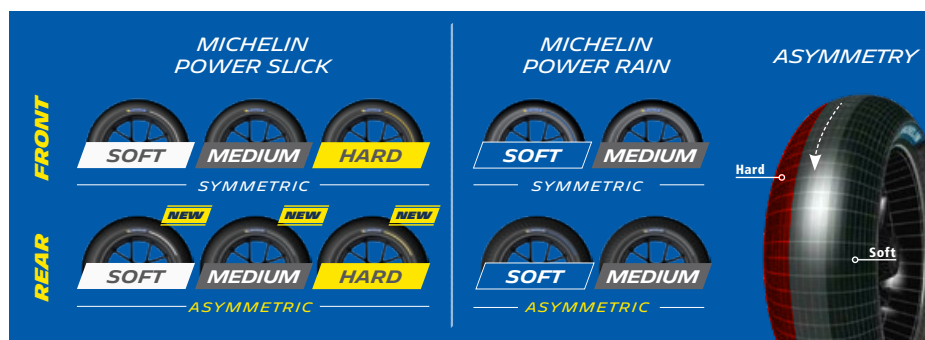 MICHELIN
POWER SLICK
MICHELIN
POWER RAIN
ASYMMETRY
FRONT
SOFT
MEDIUM
HARD
SYMMETRIC
SOFT
MEDIUM
SYMMETRIC
Hard
Soft
REAR
NEW
NEW
NEW
SOFT
MEDIUM
HARD
ASYMMETRIC
SOFT
MEDIUM
ASYMMETRIC